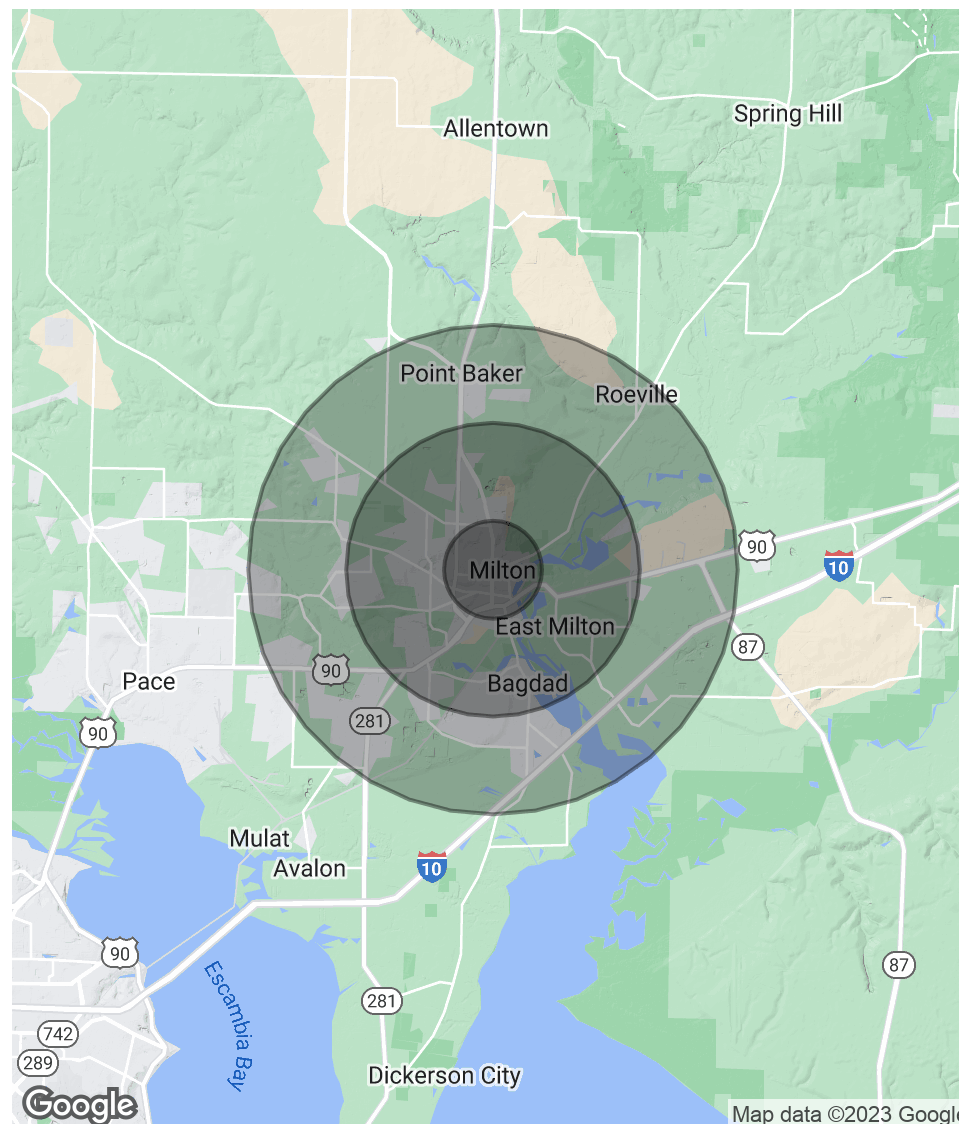 Spring Hill
Allentown
Point Baker
Roeville
90
10
Milton
East Milton
87
90
Bagdad
Pace
281
90
Mulat
Avalon
10
90
87
Escambia Bay
281
742
289
Dickerson City
Google
Map data ©2023 Google